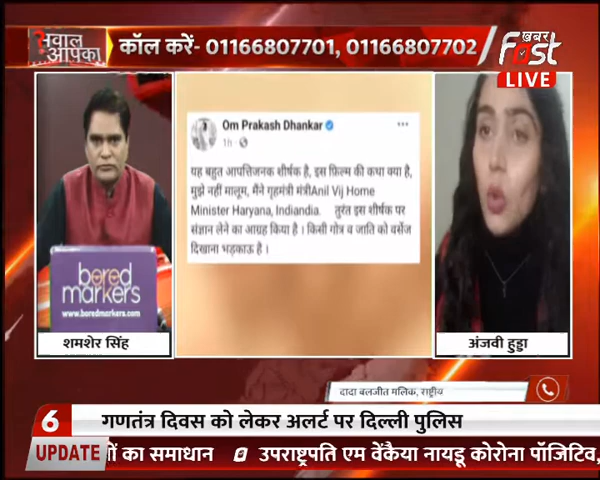 सवाल आपका
कॉल करें- 01166807701, 01166807702
ख़बर
Fast
LIVE
Om Prakash Dhankar
1h
यह बहुत आपत्तिजनक शीर्षक है, इस फ़िल्म की कथा क्या है,
मुझे नहीं मालूम, मैंने गृहमंत्री मंत्रीAnil Vij Home
Minister Haryana, Indiandia. तुरंत इस शीर्षक पर
संज्ञान लेने का आग्रह किया है । किसी गोत्र व जाति को वर्सेज
दिखाना भड़काऊ है ।
bored
markers
www.boredmarkers.com
शमशेर सिंह
अंजवी हुड्डा
दादा बलजीत मलिक, राष्ट्रीय
6
गणतंत्र दिवस को लेकर अलर्ट पर दिल्ली पुलिस
UPDATE
का समाधान
उपराष्ट्रपति एम वेंकैया नायडू कोरोना पॉजिटिव,